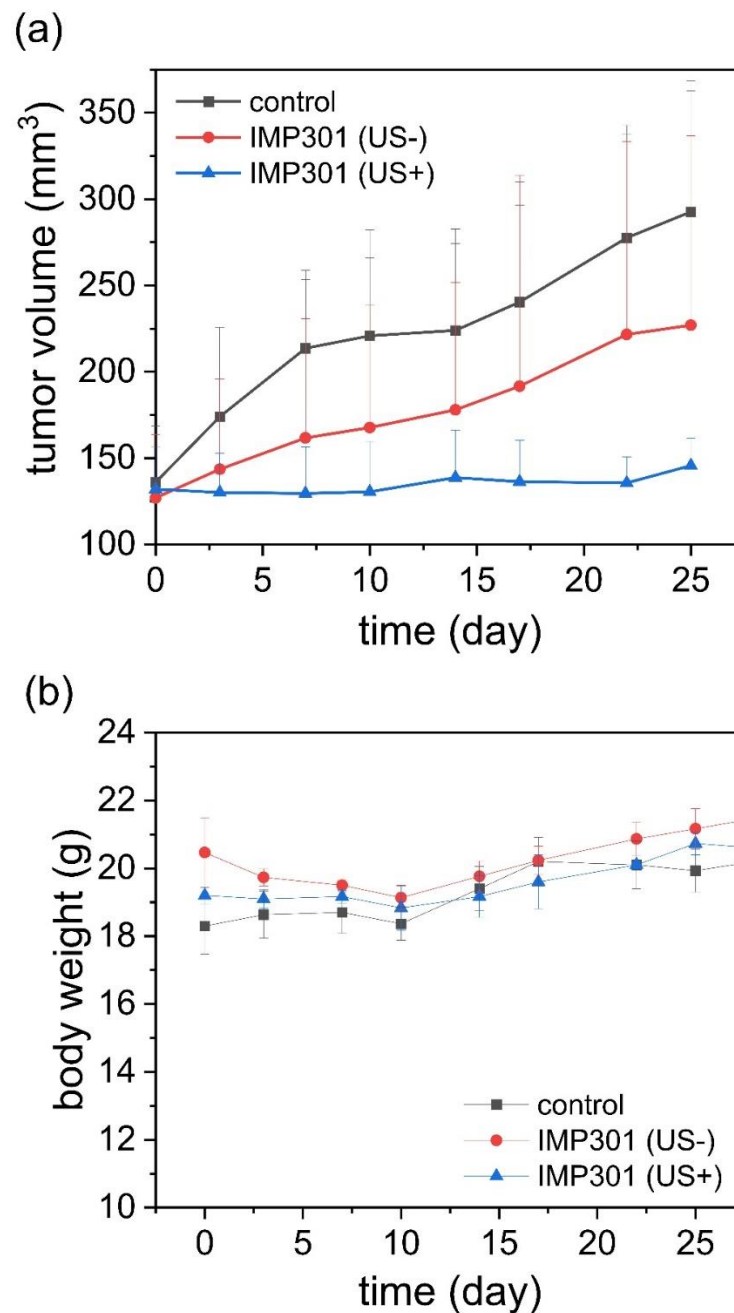 (a)
350
300
250
200
150
100
tumor volume (mm³)
control
IMP301 (US-)
IMP301 (US+)
0 5 10 15 20 25
time (day)
(b)
24
22
20
18
16
14
12
10
body weight (g)
control
IMP301 (US-)
IMP301 (US+)
0 5 10 15 20 25
time (day)